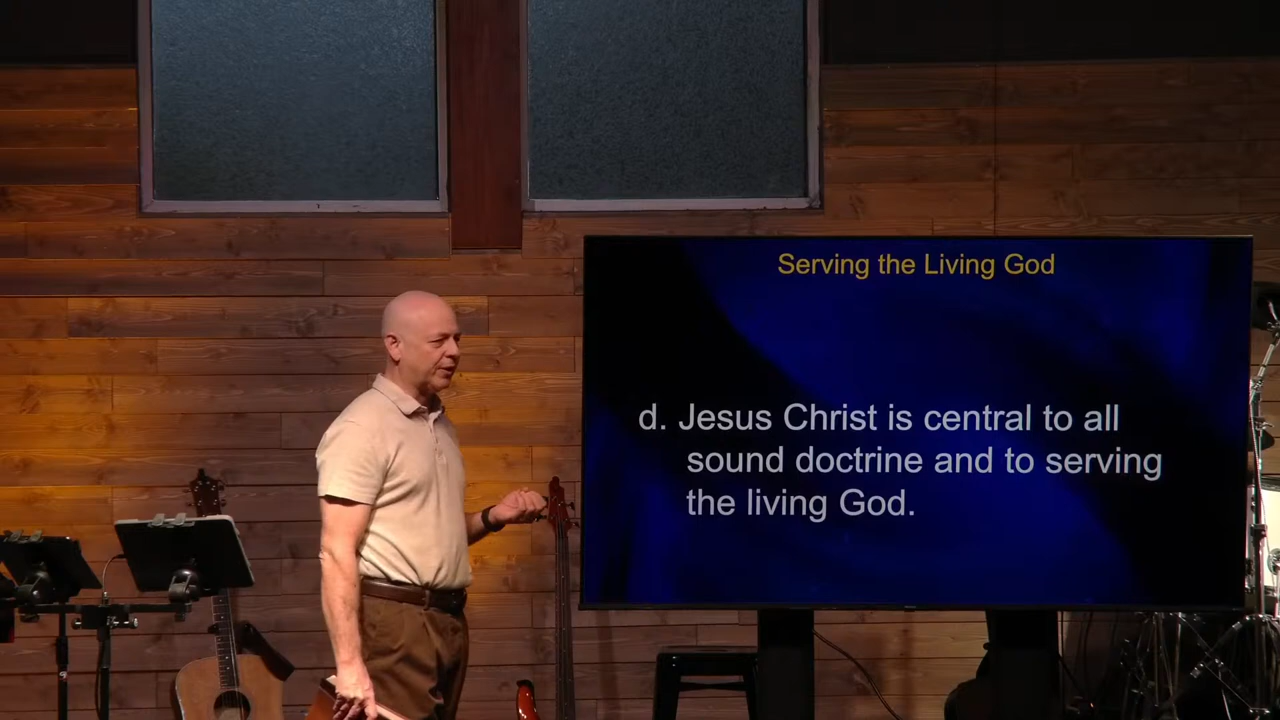 Serving the Living God
d. Jesus Christ is central to all
sound doctrine and to serving
the living God.